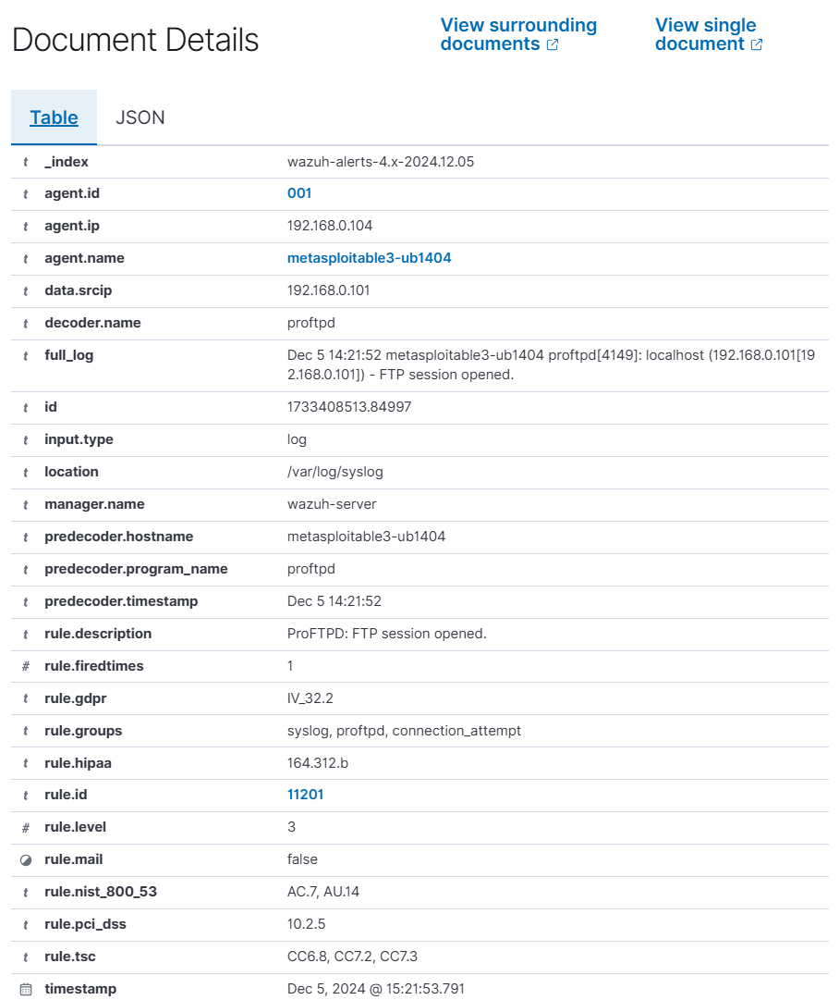 Document Details
View surrounding
documents
View single
document
Table
JSON
t _index wazuh-alerts-4.x-2024.12.05
t agent.id 001
t agent.ip 192.168.0.104
t agent.name metasploitable3-ub1404
t data.srcip 192.168.0.101
t decoder.name proftpd
t full_log Dec 5 14:21:52 metasploitable3-ub1404 proftpd[4149]: localhost (192.168.0.101[19
2.168.0.101]) - FTP session opened.
t id 1733408513.84997
t input.type log
t location /var/log/syslog
t manager.name wazuh-server
t predecoder.hostname metasploitable3-ub1404
t predecoder.program_name proftpd
t predecoder.timestamp Dec 5 14:21:52
t rule.description ProFTPD: FTP session opened.
# rule.firedtimes 1
t rule.gdpr IV_32.2
t rule.groups syslog, proftpd, connection_attempt
t rule.hipaa 164.312.b
t rule.id 11201
# rule.level 3
rule.mail false
t rule.nist_800_53 AC.7, AU.14
t rule.pci_dss 10.2.5
t rule.tsc CC6.8, CC7.2, CC7.3
timestamp Dec 5, 2024 @ 15:21:53.791